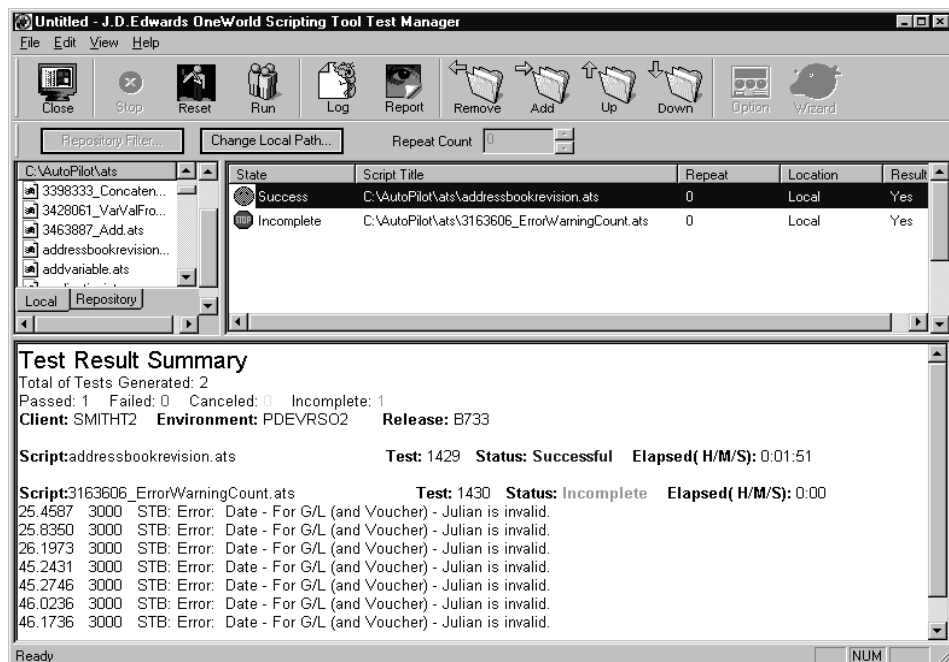 Untitled - J.D.Edwards OneWorld Scripting Tool Test Manager
File Edit View Help
Close Stop Reset Run Log Report Remove Add Up Down Option Wizard
Repository Filter... Change Local Path... Repeat Count 0
C:\AutoPilot\ats
3398333_Concaten...
3428061_VarValFro...
3463887_Add.ats
addressbookrevision...
addvariable.ats
Local Repository
State Script Title Repeat Location Result
Success C:\AutoPilot\ats\addressbookrevision.ats 0 Local Yes
STOP Incomplete C:\AutoPilot\ats\3163606_ErrorWarningCount.ats 0 Local Yes
Test Result Summary
Total of Tests Generated: 2
Passed: 1 Failed: 0 Canceled: 0 Incomplete: 1
Client: SMITHT2 Environment: PDEVRSO2 Release: B733
Script:addressbookrevision.ats Test: 1429 Status: Successful Elapsed( H/M/S): 0:01:51
Script:3163606_ErrorWarningCount.ats Test: 1430 Status: Incomplete Elapsed( H/M/S): 0:00
25.4587 3000 STB: Error: Date - For G/L (and Voucher) - Julian is invalid.
25.8350 3000 STB: Error: Date - For G/L (and Voucher) - Julian is invalid.
26.1973 3000 STB: Error: Date - For G/L (and Voucher) - Julian is invalid.
45.2431 3000 STB: Error: Date - For G/L (and Voucher) - Julian is invalid.
45.2746 3000 STB: Error: Date - For G/L (and Voucher) - Julian is invalid.
46.0236 3000 STB: Error: Date - For G/L (and Voucher) - Julian is invalid.
46.1736 3000 STB: Error: Date - For G/L (and Voucher) - Julian is invalid.
Ready NUM